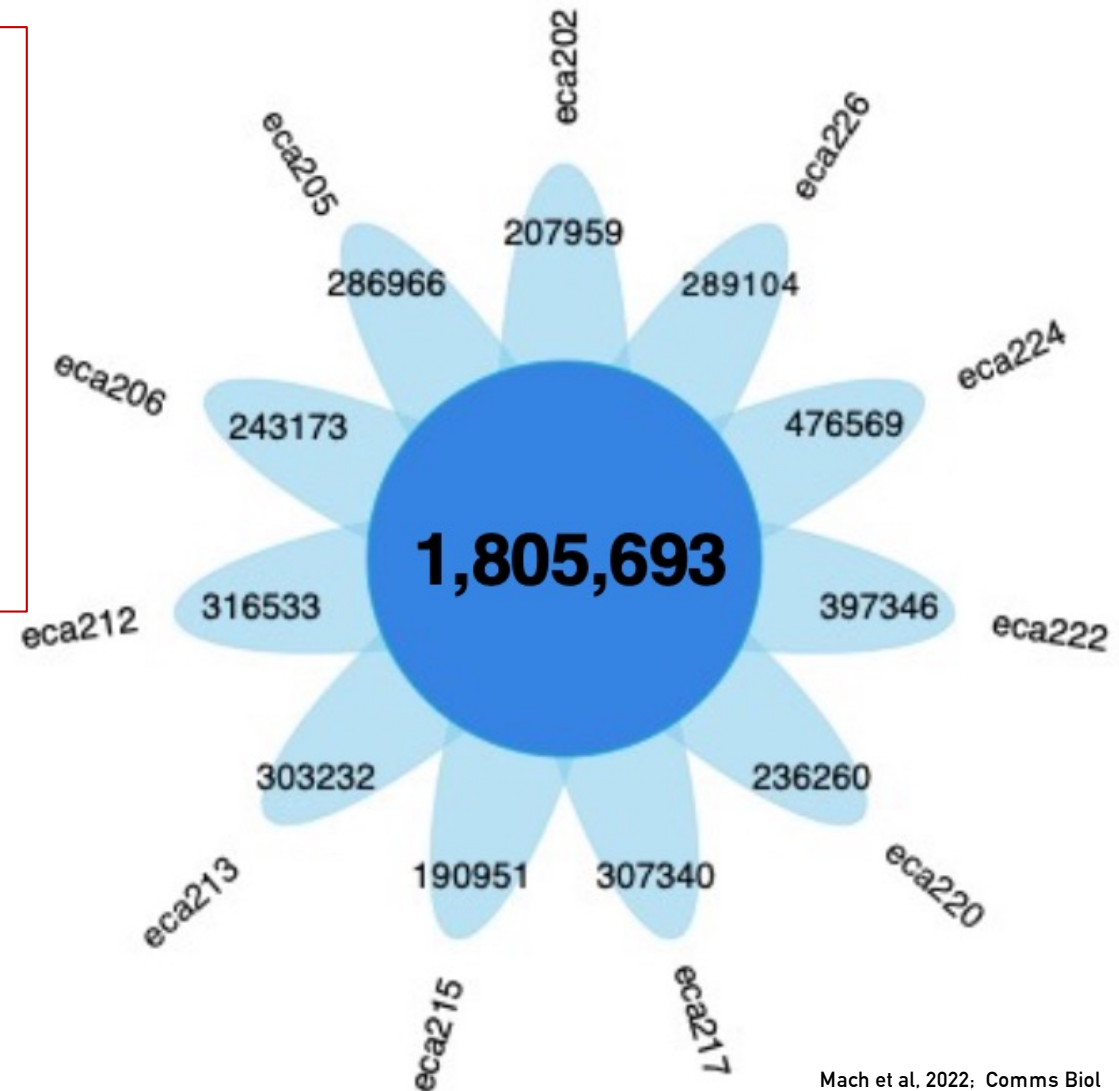 eca202
207959
eca226
289104
eca224
476569
eca222
397346
eca220
236260
eca217
307340
eca215
190951
eca213
303232
eca212
316533
eca206
243173
eca205
286966
1,805,693
Mach et al, 2022; Comms Biol